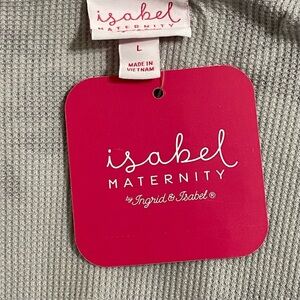 isabel
MATERNITY
L
MADE IN
VIETNAM
isabel
MATERNITY
by Ingrid & Isabel®